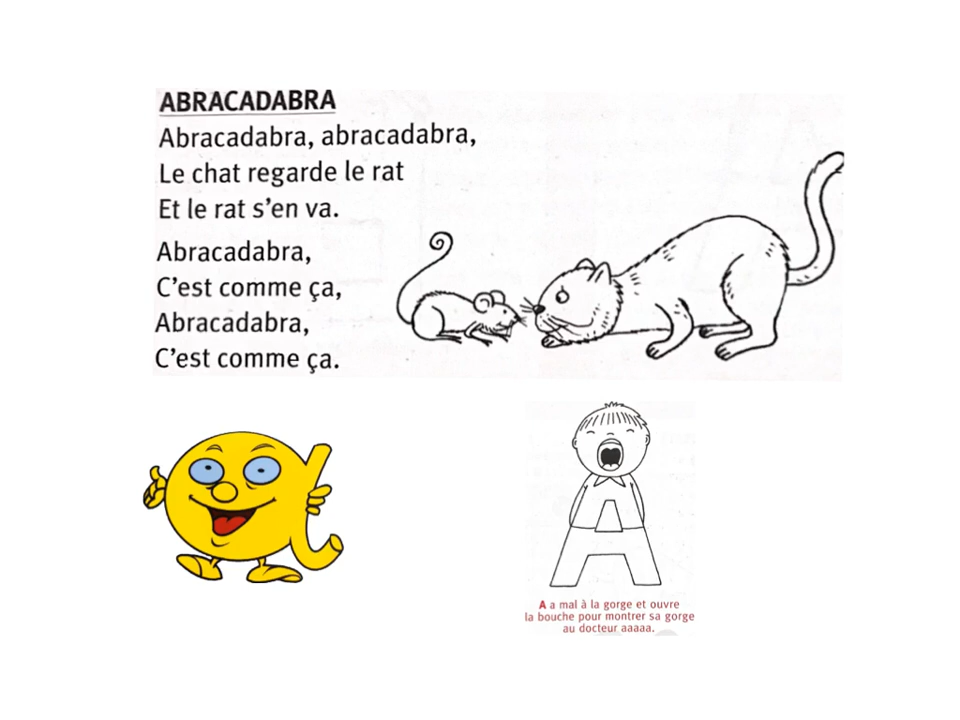 ABRACADABRA
Abracadabra, abracadabra,
Le chat regarde le rat
Et le rat s'en va.
Abracadabra,
C'est comme ça,
Abracadabra,
C'est comme ça.
A a mal à la gorge et ouvre
la bouche pour montrer sa gorge
au docteur aaaaa.